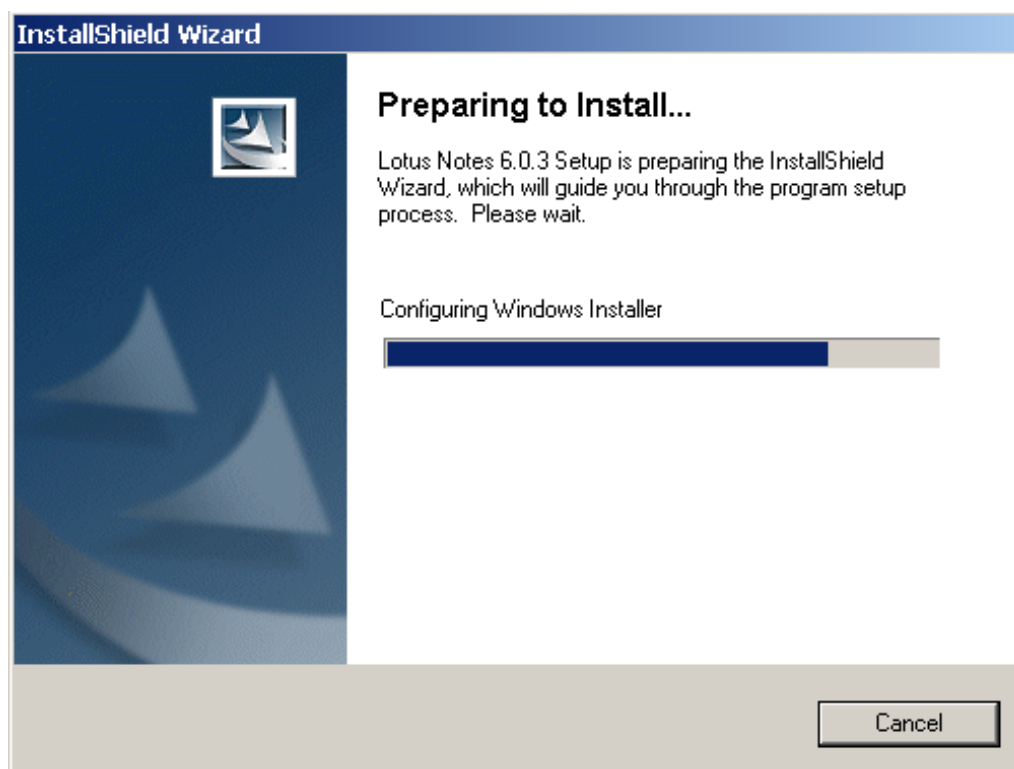 InstallShield Wizard
Preparing to Install...
Lotus Notes 6.0.3 Setup is preparing the InstallShield
Wizard, which will guide you through the program setup
process.  Please wait.
Configuring Windows Installer
Cancel